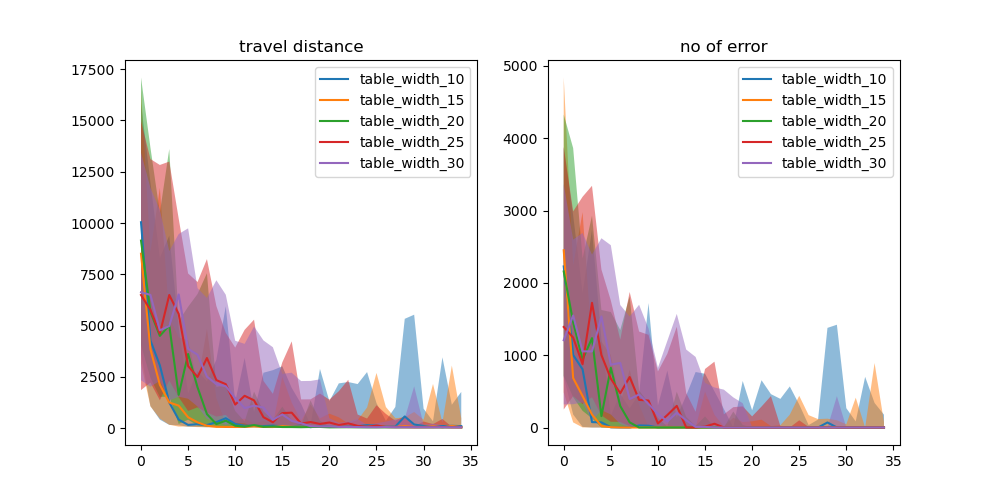 travel distance
17500
15000
12500
10000
7500
5000
2500
0
0 5 10 15 20 25 30 35
table_width_10
table_width_15
table_width_20
table_width_25
table_width_30
no of error
5000
4000
3000
2000
1000
0
0 5 10 15 20 25 30 35
table_width_10
table_width_15
table_width_20
table_width_25
table_width_30